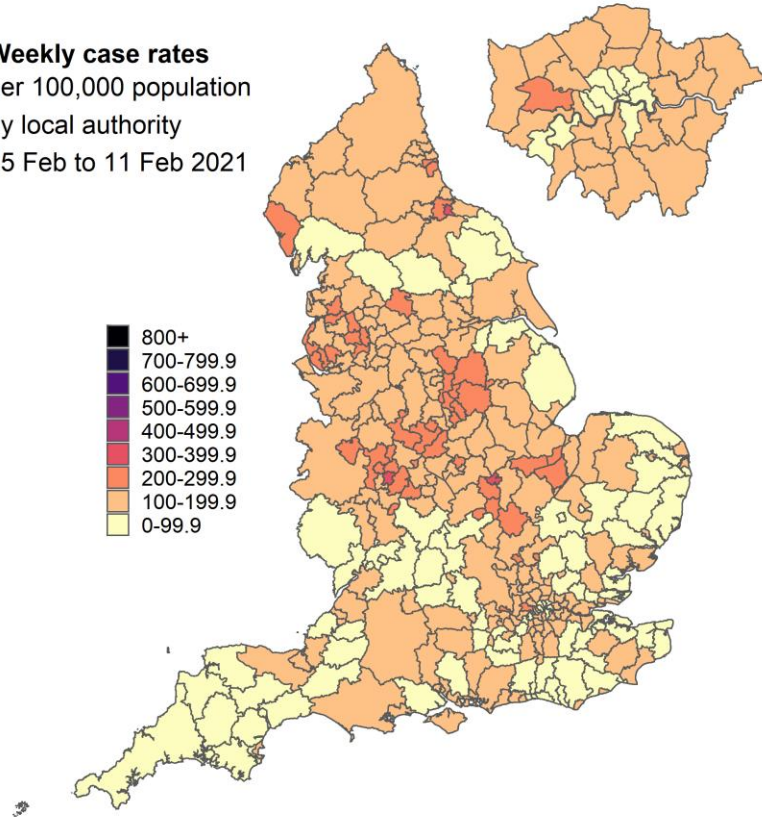 Weekly case rates
er 100,000 population
y local authority
5 Feb to 11 Feb 2021
800+
700-799.9
600-699.9
500-599.9
400-499.9
300-399.9
200-299.9
100-199.9
0-99.9